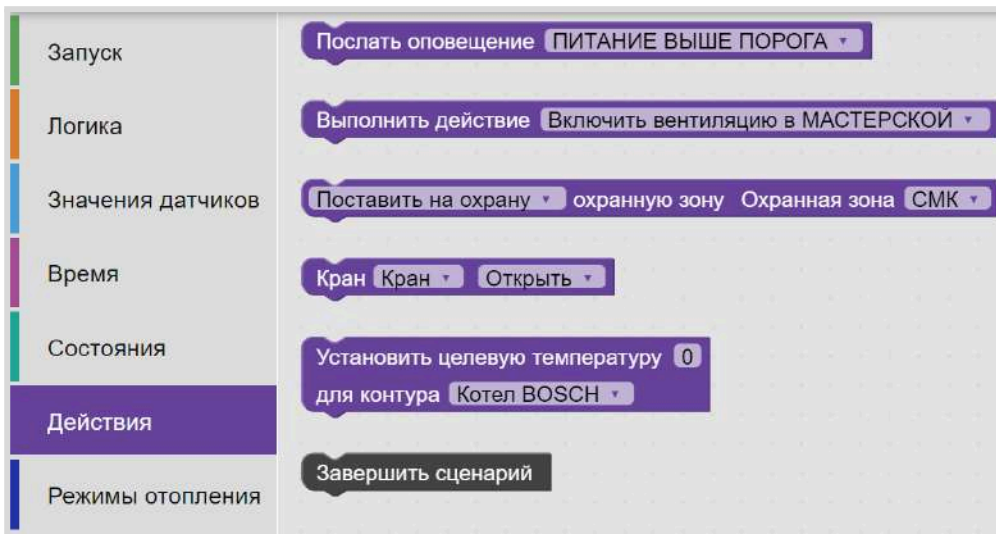 Запуск
Логика
Значения датчиков
Время
Состояния
Действия
Режимы отопления
Послать оповещение ПИТАНИЕ ВЫШЕ ПОРОГА
Выполнить действие Включить вентиляцию в МАСТЕРСКОЙ
Поставить на охрану охранную зону Охранная зона СМК
Кран Кран Открыть
Установить целевую температуру 0
для контура Котел BOSCH
Завершить сценарий